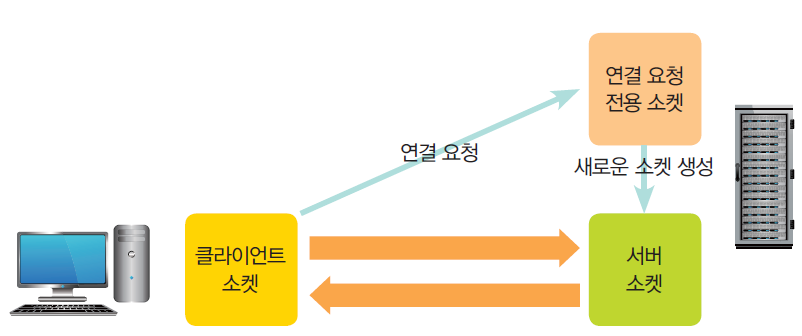 연결 요청
전용 소켓
연결 요청
새로운 소켓 생성
클라이언트
소켓
서버
소켓